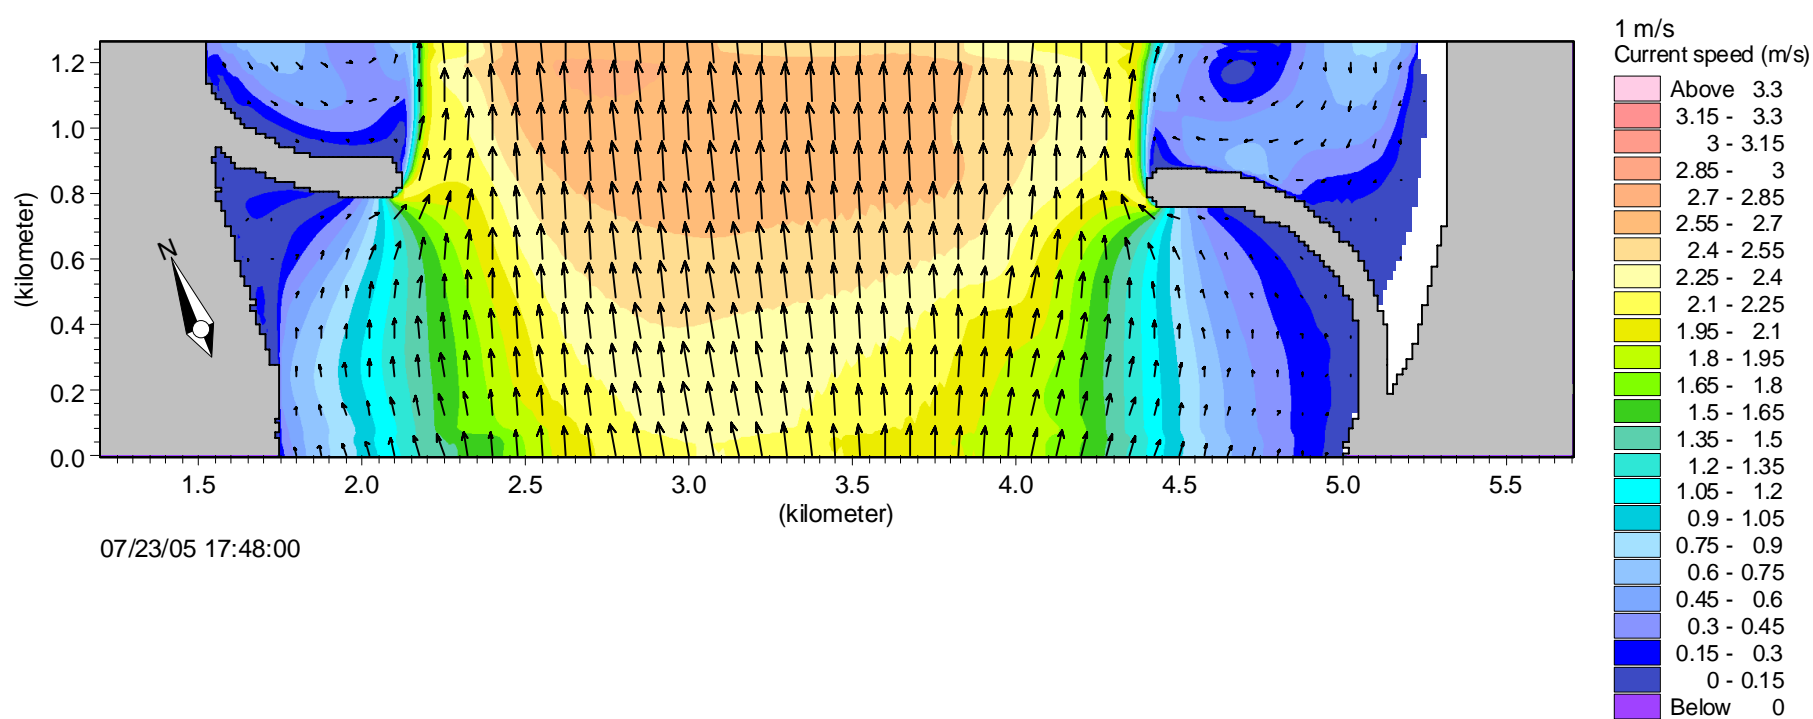 1 m/s
Current speed (m/s)
Above 3.3
3.15 - 3.3
3 - 3.15
2.85 - 3
2.7 - 2.85
2.55 - 2.7
2.4 - 2.55
2.25 - 2.4
2.1 - 2.25
1.95 - 2.1
1.8 - 1.95
1.65 - 1.8
1.5 - 1.65
1.35 - 1.5
1.2 - 1.35
1.05 - 1.2
0.9 - 1.05
0.75 - 0.9
0.6 - 0.75
0.45 - 0.6
0.3 - 0.45
0.15 - 0.3
0 - 0.15
Below 0
(kilometer)
1.2
1.0
0.8
0.6
0.4
0.2
0.0
N
1.5 2.0 2.5 3.0 3.5 4.0 4.5 5.0 5.5
(kilometer)
07/23/05 17:48:00